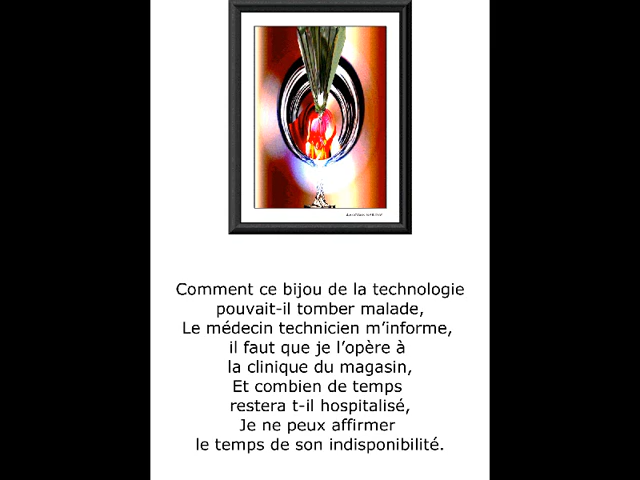 Comment ce bijou de la technologie
pouvait-il tomber malade,
Le médecin technicien m’informe,
il faut que je l’opère à
la clinique du magasin,
Et combien de temps
restera t-il hospitalisé,
Je ne peux affirmer
le temps de son indisponibilité.